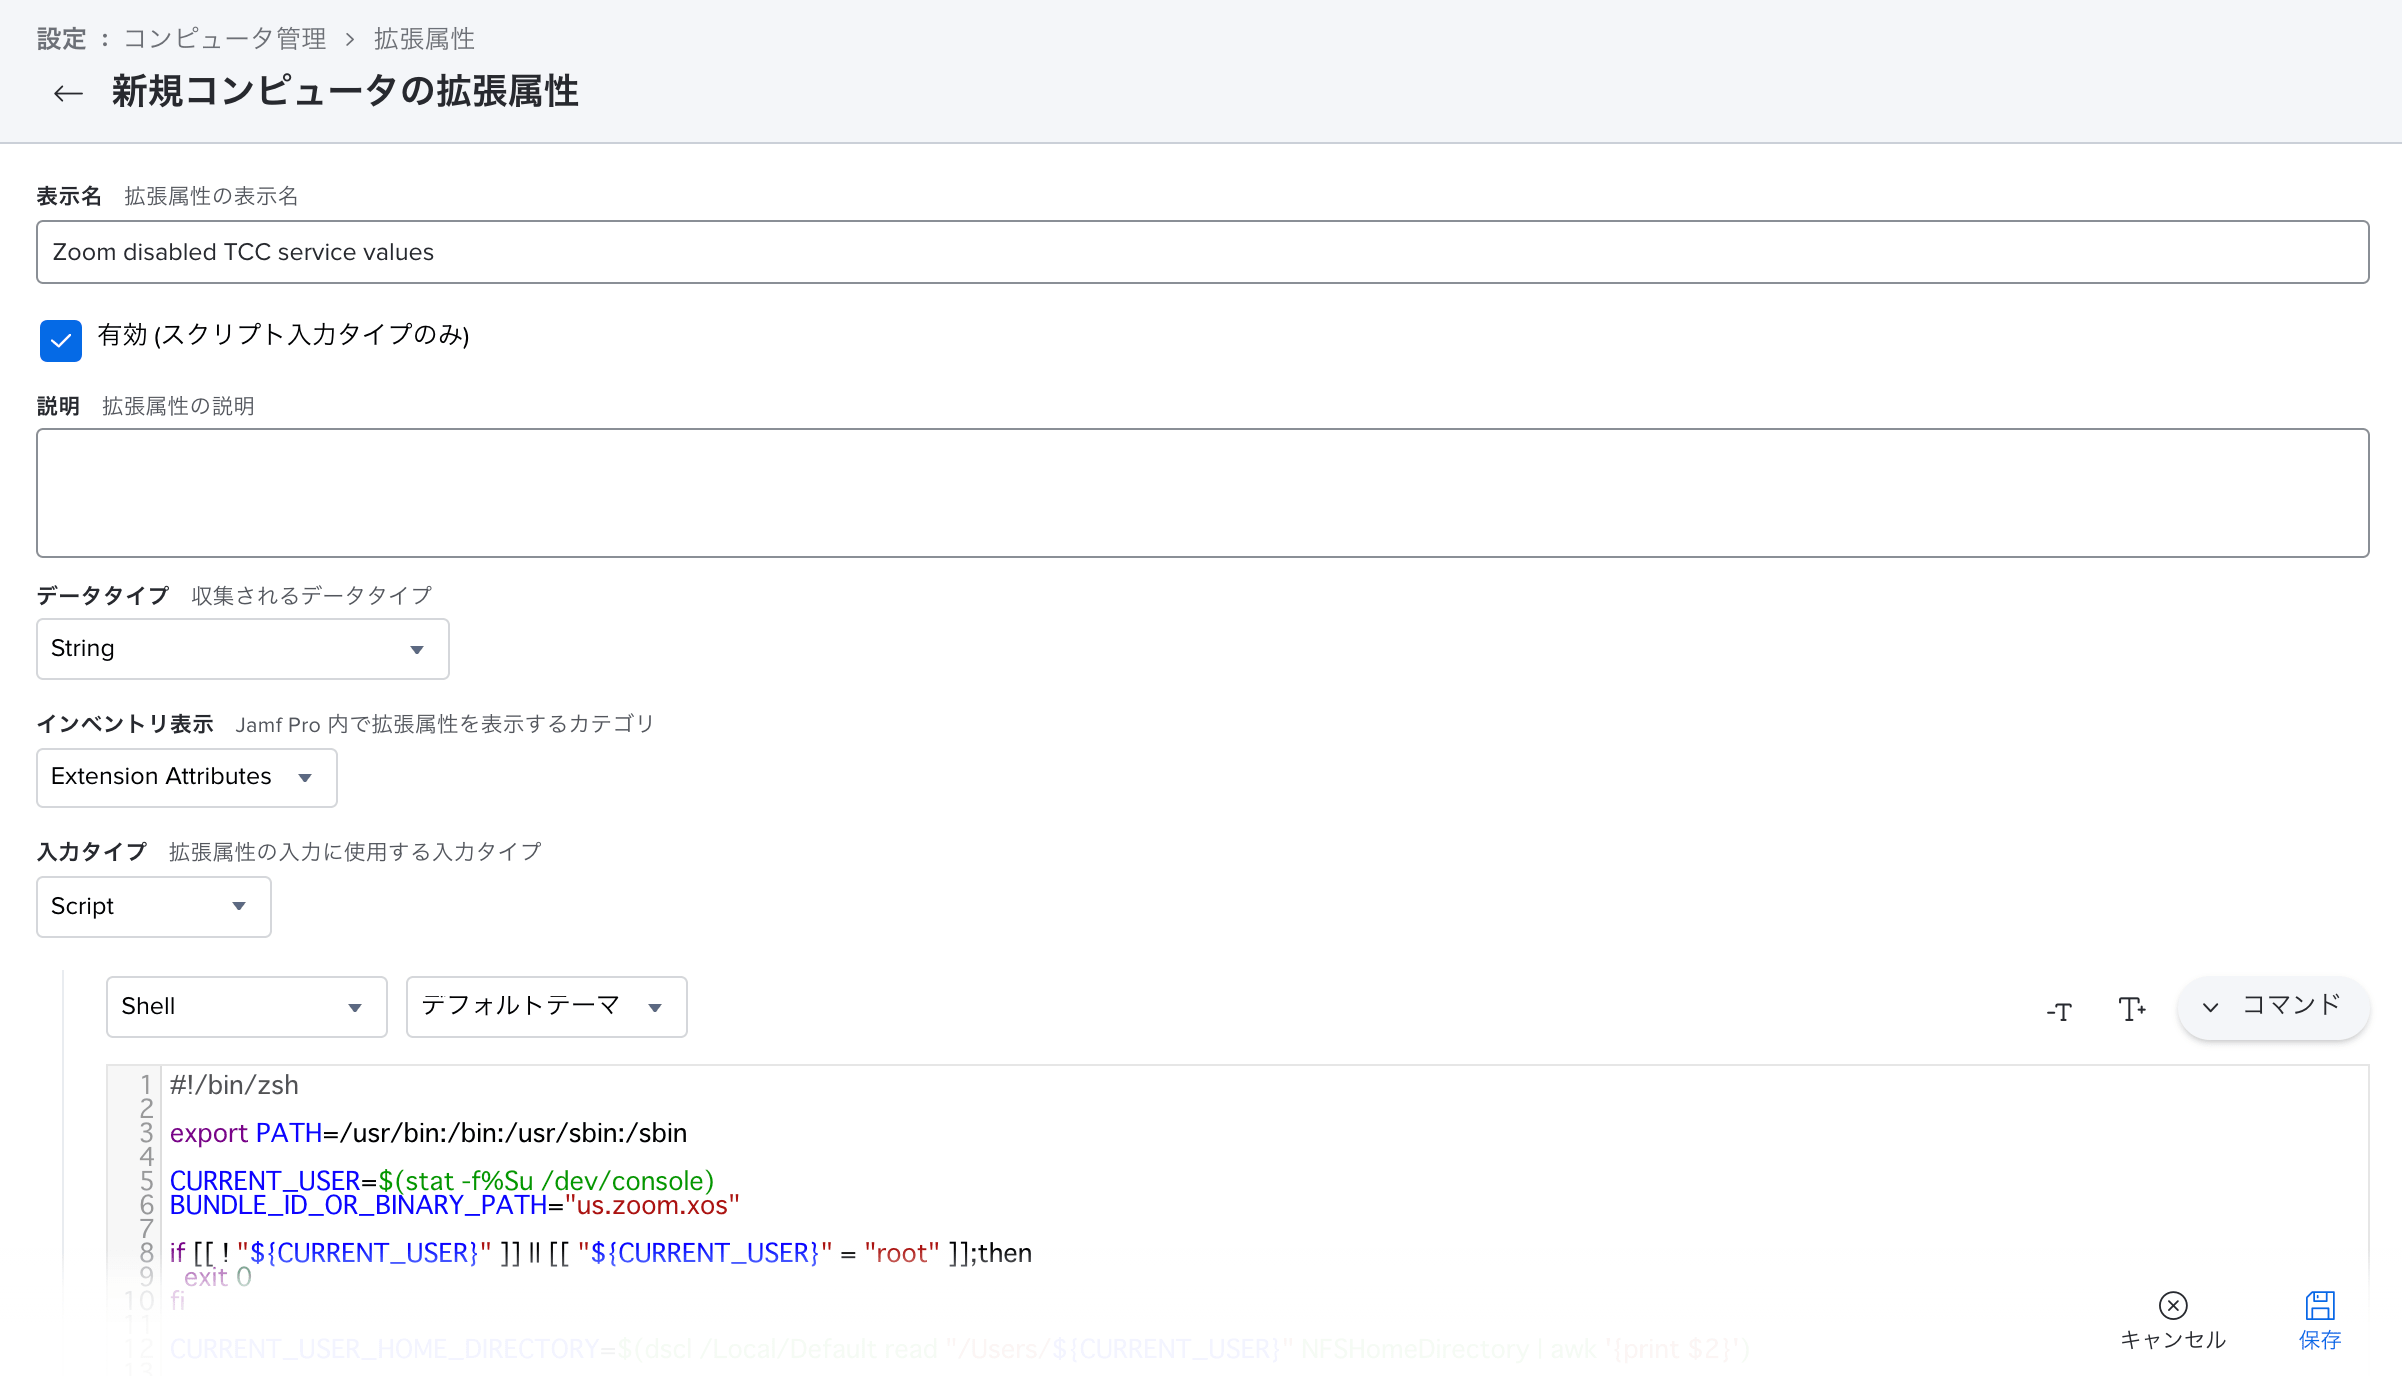 設定 : コンピュータ管理 > 拡張属性
← 新規コンピュータの拡張属性
表示名 拡張属性の表示名
Zoom disabled TCC service values
有効 (スクリプト入力タイプのみ)
説明 拡張属性の説明
データタイプ 収集されるデータタイプ
String
インベントリ表示 Jamf Pro 内で拡張属性を表示するカテゴリ
Extension Attributes
入力タイプ 拡張属性の入力に使用する入力タイプ
Script
Shell デフォルトテーマ -T T+ コマンド
1 #!/bin/zsh
2
3 export PATH=/usr/bin:/bin:/usr/sbin:/sbin
4
5 CURRENT_USER=$(stat -f%Su /dev/console)
6 BUNDLE_ID_OR_BINARY_PATH="us.zoom.xos"
7
8 if [[ ! "${CURRENT_USER}" ]] || [[ "${CURRENT_USER}" = "root" ]];then
9 exit 0
10 fi
11
12 CURRENT_USER_HOME_DIRECTORY=$(dscl /Local/Default read "/Users/${CURRENT_USER}" NFSHomeDirectory | awk '{print $2}')
13
キャンセル 保存